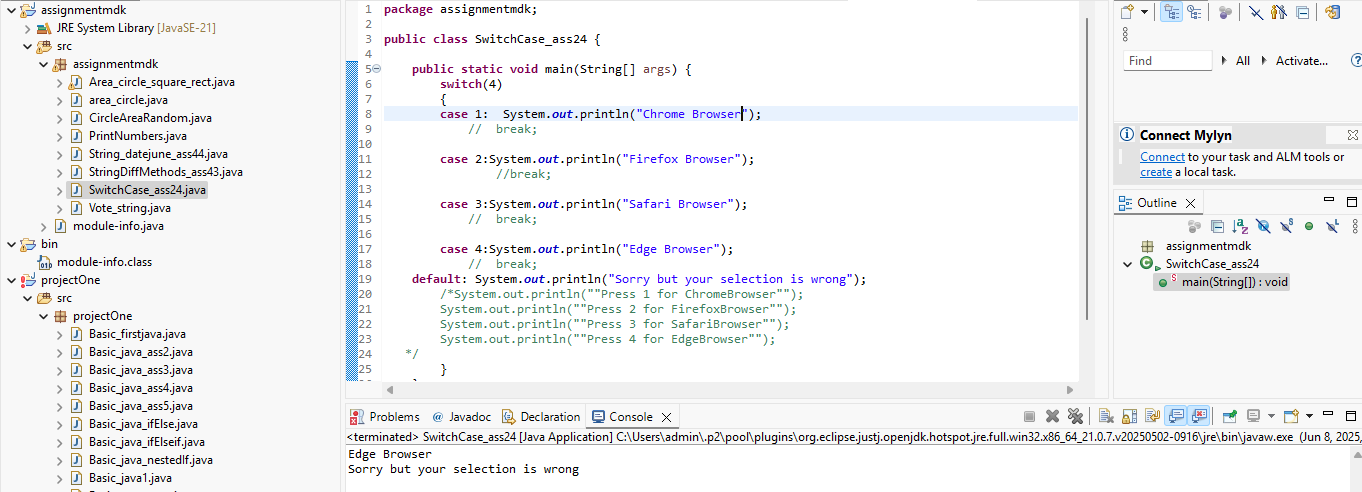 assignmentmdk
JRE System Library [JavaSE-21]
src
assignmentmdk
Area_circle_square_rect.java
area_circle.java
CircleAreaRandom.java
PrintNumbers.java
String_datejune_ass44.java
StringDiffMethods_ass43.java
SwitchCase_ass24.java
Vote_string.java
module-info.java
bin
module-info.class
projectOne
src
projectOne
Basic_firstjava.java
Basic_java_ass2.java
Basic_java_ass3.java
Basic_java_ass4.java
Basic_java_ass5.java
Basic_java_ifElse.java
Basic_java_ifElseif.java
Basic_java_nestedIf.java
Basic_java1.java
1 package assignmentmdk;
2
3 public class SwitchCase_ass24 {
4
5 public static void main(String[] args) {
6 switch(4)
7 {
8 case 1: System.out.println("Chrome Browser");
9 // break;
10
11 case 2:System.out.println("Firefox Browser");
12 //break;
13
14 case 3:System.out.println("Safari Browser");
15 // break;
16
17 case 4:System.out.println("Edge Browser");
18 // break;
19 default: System.out.println("Sorry but your selection is wrong");
20 /*System.out.println(""Press 1 for ChromeBrowser"");
21 System.out.println(""Press 2 for FirefoxBrowser"");
22 System.out.println(""Press 3 for SafariBrowser"");
23 System.out.println(""Press 4 for EdgeBrowser"");
24 */
25 }
Find All Activate...
Connect Mylyn
Connect to your task and ALM tools or
create a local task.
Outline
assignmentmdk
SwitchCase_ass24
main(String[]) : void
Problems @ Javadoc Declaration Console
<terminated> SwitchCase_ass24 [Java Application] C:\Users\admin\.p2\pool\plugins\org.eclipse.justj.openjdk.hotspot.jre.full.win32.x86_64_21.0.7.v20250502-0916\jre\bin\javaw.exe (Jun 8, 2025,
Edge Browser
Sorry but your selection is wrong